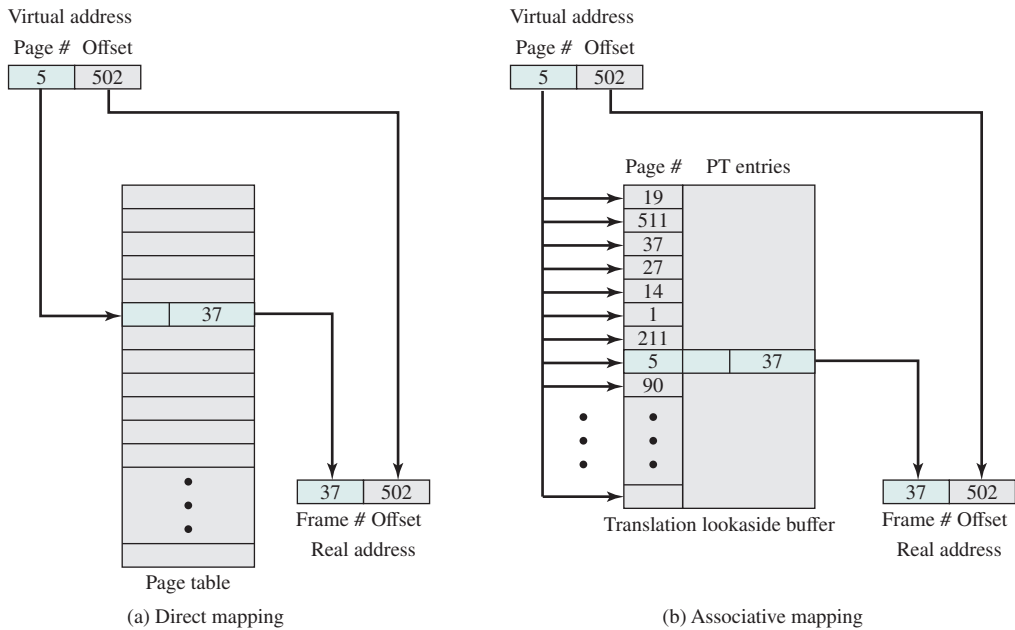 Virtual address
Page # Offset
5 502
37
37 502
Frame # Offset
Real address
Page table
(a) Direct mapping
Virtual address
Page # Offset
5 502
Page # PT entries
19
511
37
27
14
1
211
5 37
90
Translation lookaside buffer
37 502
Frame # Offset
Real address
(b) Associative mapping